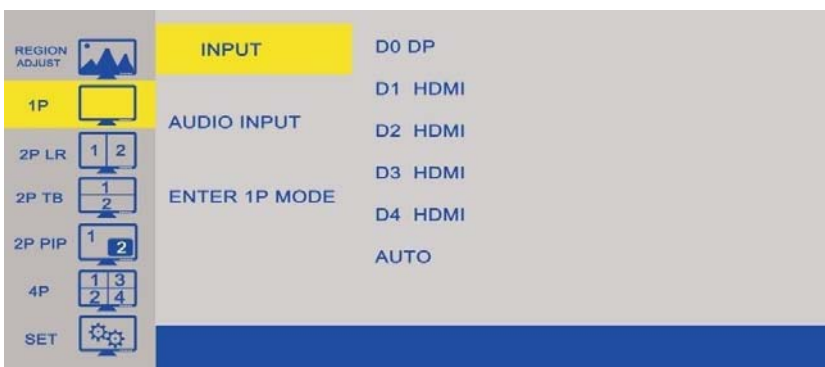 REGION
ADJUST
1P
2P LR
1 2
2P TB
1
2
2P PIP
1
2
4P
1 3
2 4
SET
INPUT
AUDIO INPUT
ENTER 1P MODE
D0 DP
D1 HDMI
D2 HDMI
D3 HDMI
D4 HDMI
AUTO